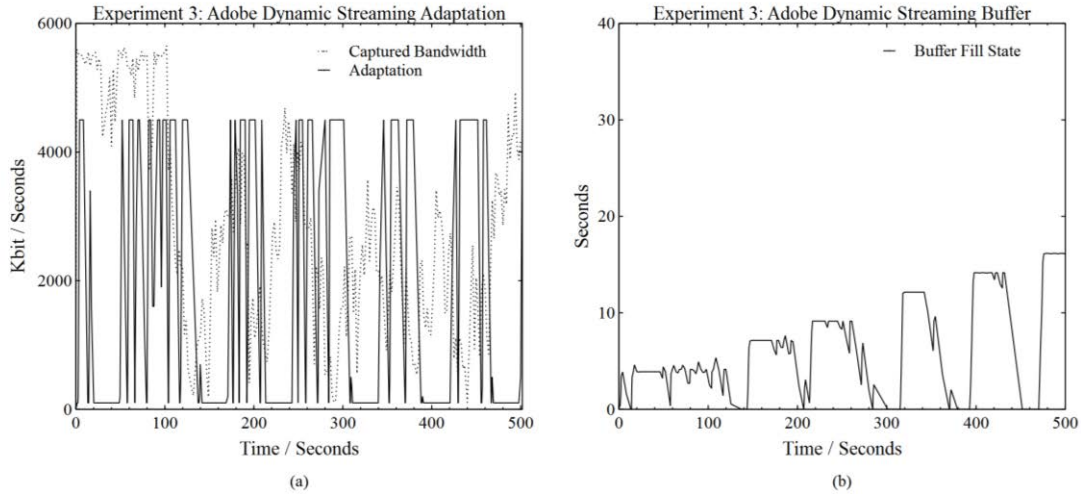 Experiment 3: Adobe Dynamic Streaming Adaptation
6000
4000
2000
0
Kbit / Seconds
Captured Bandwidth
Adaptation
0 100 200 300 400 500
Time / Seconds
(a)
Experiment 3: Adobe Dynamic Streaming Buffer
40
30
20
10
0
Seconds
Buffer Fill State
0 100 200 300 400 500
Time / Seconds
(b)